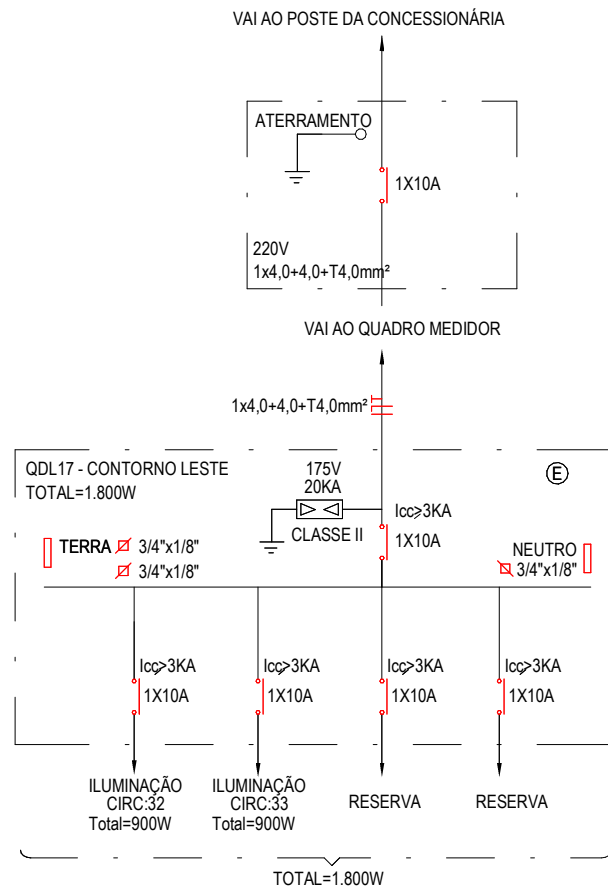 VAI AO POSTE DA CONCESSIONÁRIA
ATERRAMENTO
1X10A
220V
1x4,0+4,0+T4,0mm²
VAI AO QUADRO MEDIDOR
1x4,0+4,0+T4,0mm²
QDL17 - CONTORNO LESTE
TOTAL=1.800W
175V
20KA
CLASSE II
E
Icc>3KA
1X10A
TERRA
3/4"x1/8"
3/4"x1/8"
NEUTRO
3/4"x1/8"
Icc>3KA
1X10A
Icc>3KA
1X10A
Icc>3KA
1X10A
Icc>3KA
1X10A
ILUMINAÇÃO
CIRC:32
Total=900W
ILUMINAÇÃO
CIRC:33
Total=900W
RESERVA
RESERVA
TOTAL=1.800W